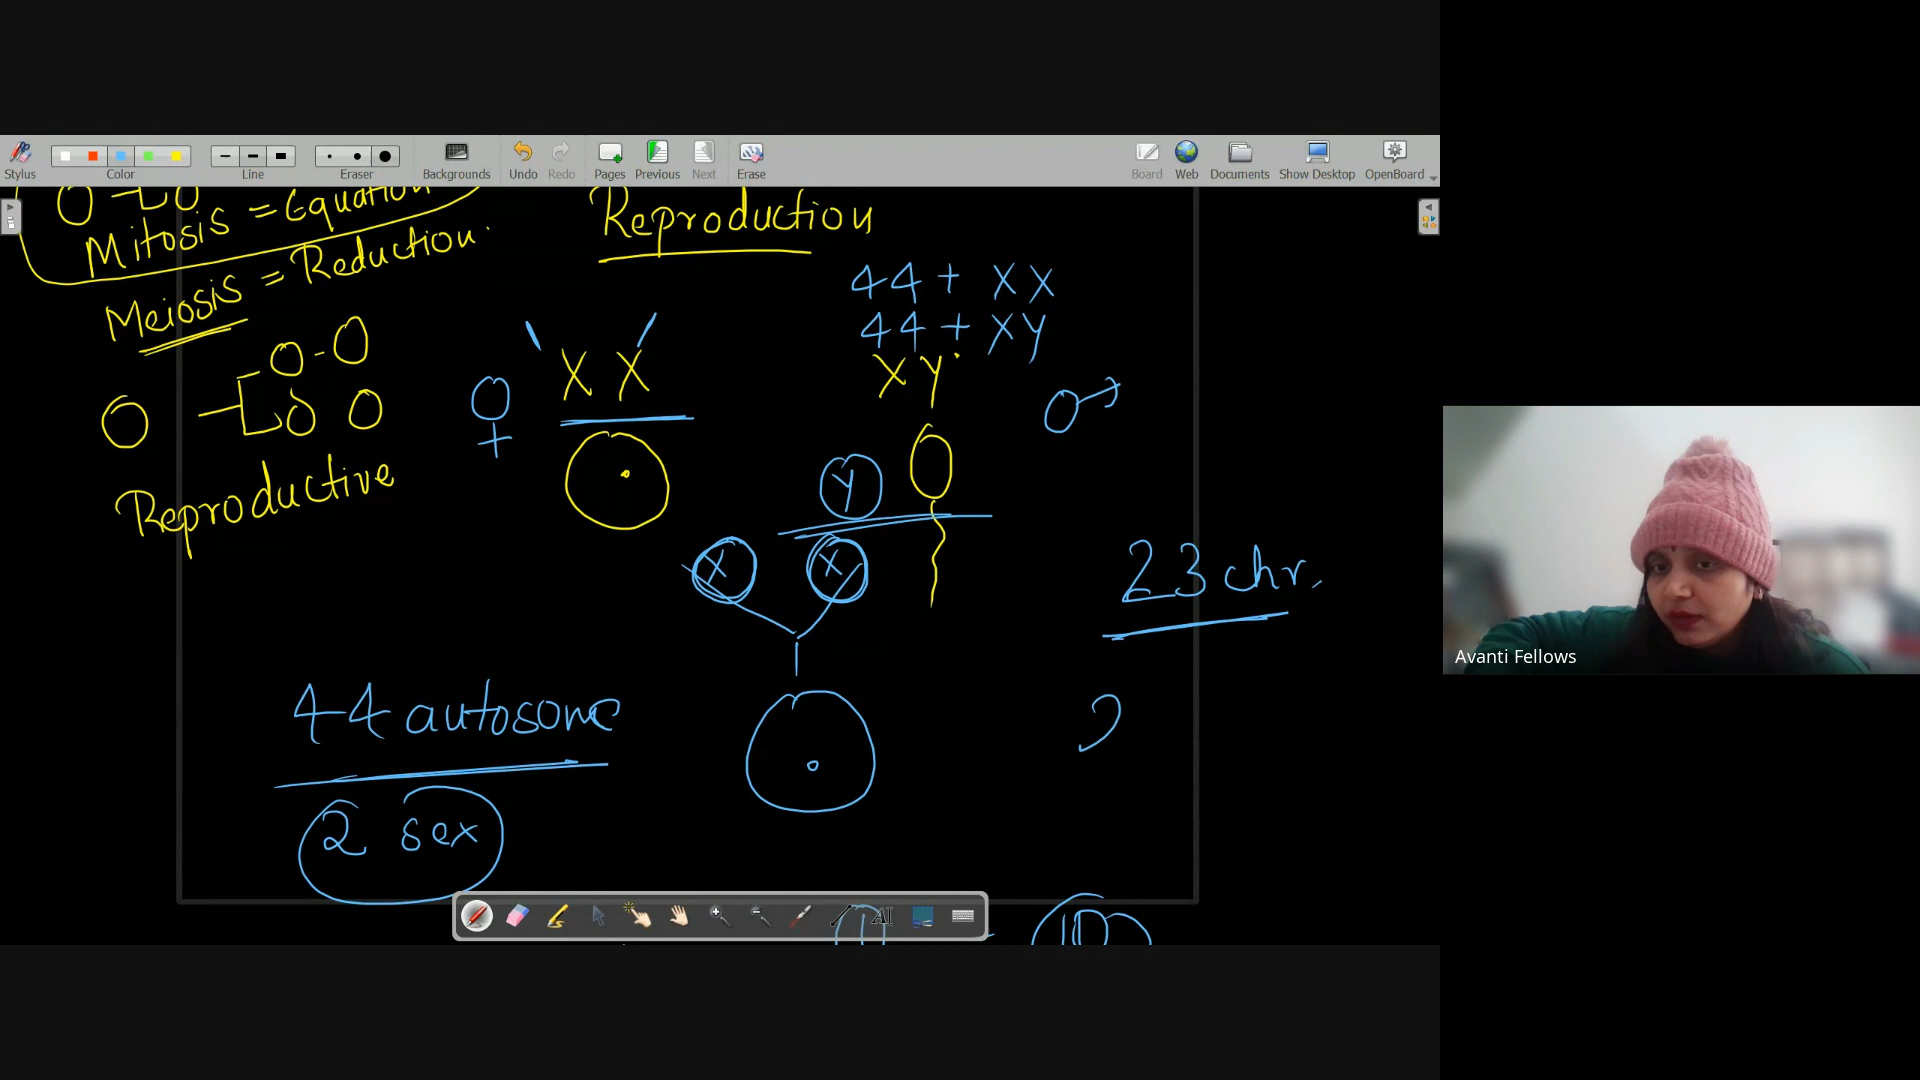 Stylus
Color
Line
Eraser
Backgrounds
Undo
Redo
Pages
Previous
Next
Erase
Board
Web
Documents
Show Desktop
OpenBoard
Mitosis = Equation
Meiosis = Reduction.
Reproductive
Reproduction
44 + XX
44 + XY
X X
XY
Y
X
X
23 chr.
44 autosome
2 sex
AI
Avanti Fellows